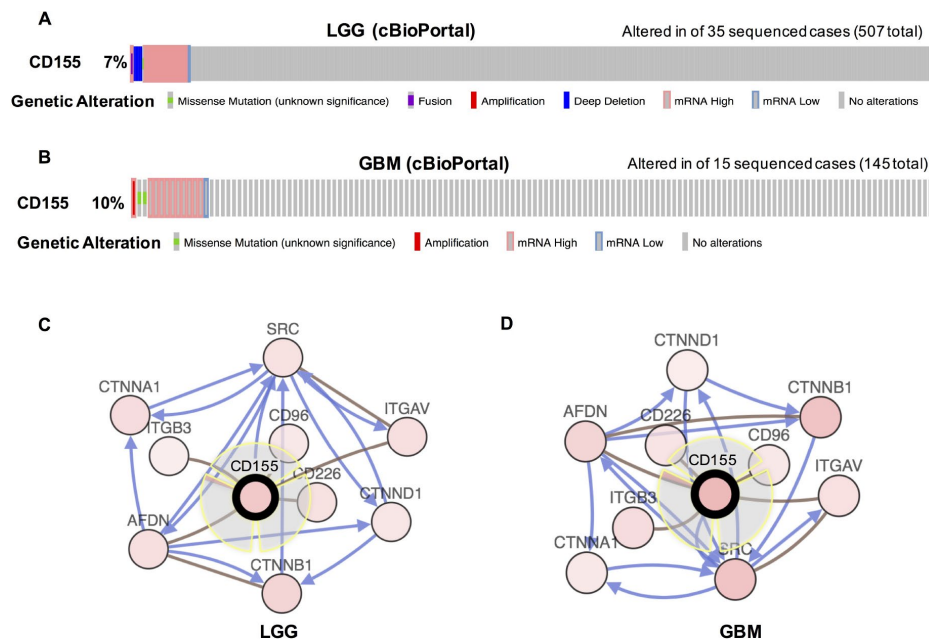 A
LGG (cBioPortal)
Altered in of 35 sequenced cases (507 total)
CD155 7%
Genetic Alteration Missense Mutation (unknown significance) Fusion Amplification Deep Deletion mRNA High mRNA Low No alterations
B
GBM (cBioPortal)
Altered in of 15 sequenced cases (145 total)
CD155 10%
Genetic Alteration Missense Mutation (unknown significance) Amplification mRNA High mRNA Low No alterations
C
SRC
CTNNA1
ITGAV
CD96
ITGB3
CD155
CD226
CTNND1
AFDN
CTNNB1
LGG
D
CTNND1
CTNNB1
AFDN
CD226
CD96
CD155
ITGAV
ITGB3
CTNNA1
SRC
GBM